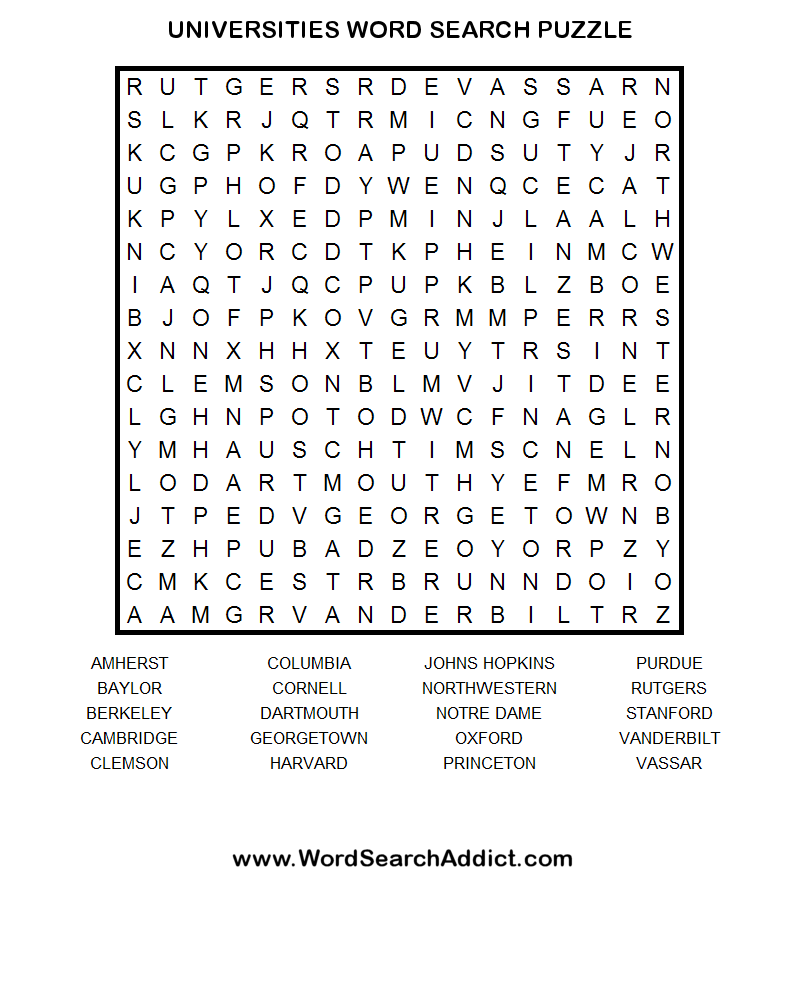 UNIVERSITIES WORD SEARCH PUZZLE
R U T G E R S R D E V A S S A R N
S L K R J Q T R M I C N G F U E O
K C G P K R O A P U D S U T Y J R
U G P H O F D Y W E N Q C E C A T
K P Y L X E D P M I N J L A A L H
N C Y O R C D T K P H E I N M C W
I A Q T J Q C P U P K B L Z B O E
B J O F P K O V G R M M P E R R S
X N N X H H X T E U Y T R S I N T
C L E M S O N B L M V J I T D E E
L G H N P O T O D W C F N A G L R
Y M H A U S C H T I M S C N E L N
L O D A R T M O U T H Y E F M R O
J T P E D V G E O R G E T O W N B
E Z H P U B A D Z E O Y O R P Z Y
C M K C E S T R B R U N N D O I O
A A M G R V A N D E R B I L T R Z
AMHERST COLUMBIA JOHNS HOPKINS PURDUE
BAYLOR CORNELL NORTHWESTERN RUTGERS
BERKELEY DARTMOUTH NOTRE DAME STANFORD
CAMBRIDGE GEORGETOWN OXFORD VANDERBILT
CLEMSON HARVARD PRINCETON VASSAR
www.WordSearchAddict.com